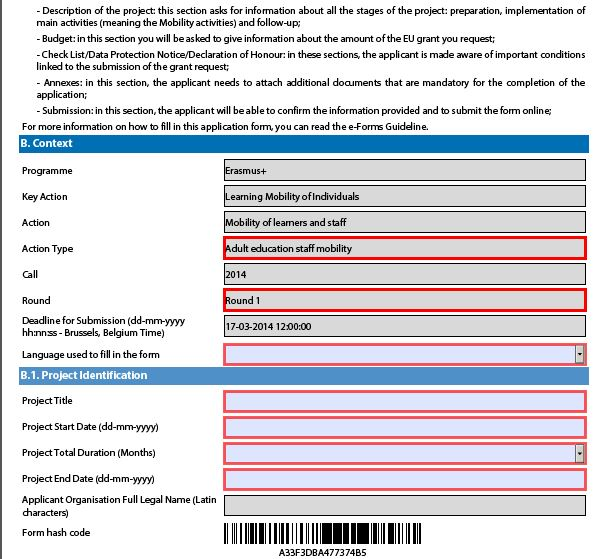 - Description of the project: this section asks for information about all the stages of the project: preparation, implementation of
main activities (meaning the Mobility activities) and follow-up;
- Budget: in this section you will be asked to give information about the amount of the EU grant you request;
- Check List/Data Protection Notice/Declaration of Honour: in these sections, the applicant is made aware of important conditions
linked to the submission of the grant request;
- Annexes: in this section, the applicant needs to attach additional documents that are mandatory for the completion of the
application;
- Submission: in this section, the applicant will be able to confirm the information provided and to submit the form online;
For more information on how to fill in this application form, you can read the e-Forms Guideline.
B. Context
Programme Erasmus+
Key Action Learning Mobility of Individuals
Action Mobility of learners and staff
Action Type Adult education staff mobility
Call 2014
Round Round 1
Deadline for Submission (dd-mm-yyyy
hh:nn:ss - Brussels, Belgium Time) 17-03-2014 12:00:00
Language used to fill in the form
B.1. Project Identification
Project Title
Project Start Date (dd-mm-yyyy)
Project Total Duration (Months)
Project End Date (dd-mm-yyyy)
Applicant Organisation Full Legal Name (Latin
characters)
Form hash code
A33F3DBA477374B5